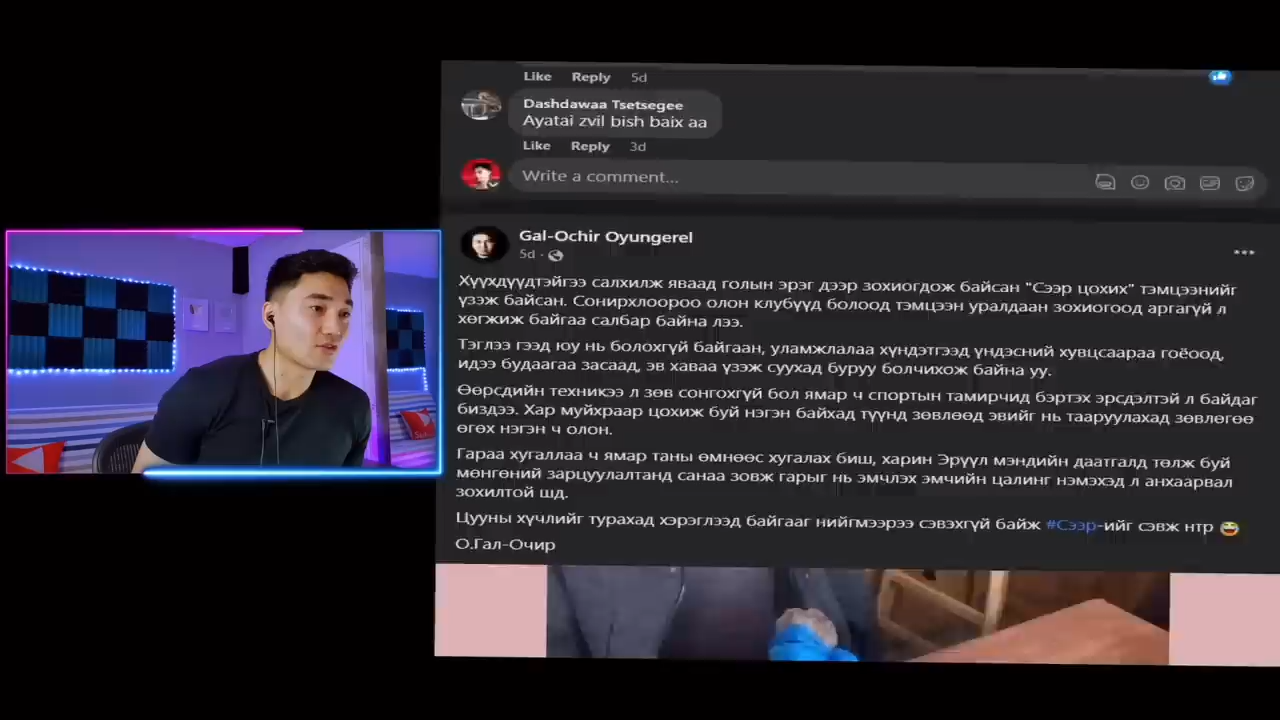 Like Reply 5d
Dashdawaa Tsetsegee
Ayatai zvil bish baix aa
Like Reply 3d
Write a comment...
Gal-Ochir Oyungerel
5d ·
Хүүхдүүдтэйгээ салхилж яваад голын эрэг дээр зохиогдож байсан "Сээр цохих" тэмцээнийг
үзэж байсан. Сонирхлоороо олон клубүүд болоод тэмцээн уралдаан зохиогоод аргагүй л
хөгжиж байгаа салбар байна лээ.
Тэглээ гээд юу нь болохгүй байгаан, уламжлалаа хүндэтгээд үндэсний хувцсаараа гоёоод,
идээ будаагаа засаад, эв хаваа үзэж суухад буруу болчихож байна уу.
Өөрсдийн техникээ л зөв сонгохгүй бол ямар ч спортын тамирчид бэртэх эрсдэлтэй л байдаг
биздээ. Хар муйхраар цохиж буй нэгэн байхад түүнд зөвлөөд эвийг нь тааруулахад зөвлөгөө
өгөх нэгэн ч олон.
Гараа хугаллаа ч ямар таны өмнөөс хугалах биш, харин Эрүүл мэндийн даатгалд төлж буй
мөнгөний зарцуулалтанд санаа зовж гарыг нь эмчлэх эмчийн цалинг нэмэхэд л анхаарвал
зохилтой шд.
Цууны хүчлийг турахад хэрэглээд байгааг нийгмээрээ сэвэхгүй байж #Сээр-ийг сэвж нтр
О.Гал-Очир